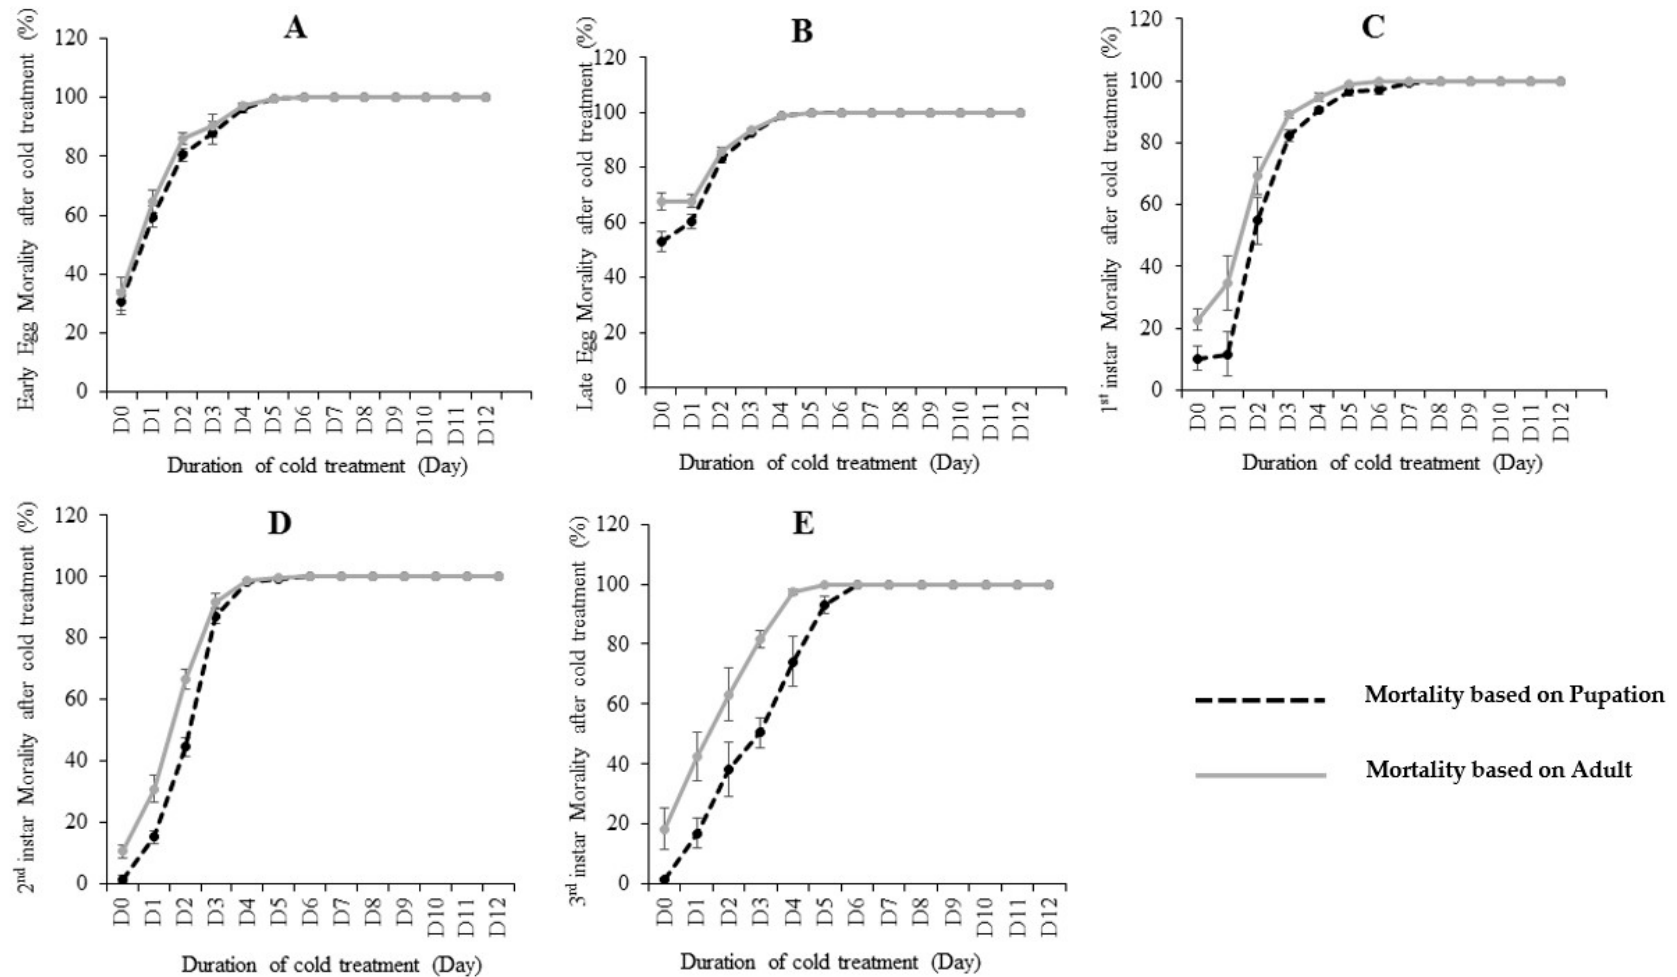 A
Early Egg Morality after cold treatment (%)
120
100
80
60
40
20
0
D0 D1 D2 D3 D4 D5 D6 D7 D8 D9 D10 D11 D12
Duration of cold treatment (Day)
B
Late Egg Morality after cold treatment (%)
120
100
80
60
40
20
0
D0 D1 D2 D3 D4 D5 D6 D7 D8 D9 D10 D11 D12
Duration of cold treatment (Day)
C
1st instar Morality after cold treatment (%)
120
100
80
60
40
20
0
D0 D1 D2 D3 D4 D5 D6 D7 D8 D9 D10 D11 D12
Duration of cold treatment (Day)
D
2nd instar Morality after cold treatment (%)
120
100
80
60
40
20
0
D0 D1 D2 D3 D4 D5 D6 D7 D8 D9 D10 D11 D12
Duration of cold treatment (Day)
E
3rd instar Morality after cold treatment (%)
120
100
80
60
40
20
0
D0 D1 D2 D3 D4 D5 D6 D7 D8 D9 D10 D11 D12
Duration of cold treatment (Day)
Mortality based on Pupation
Mortality based on Adult